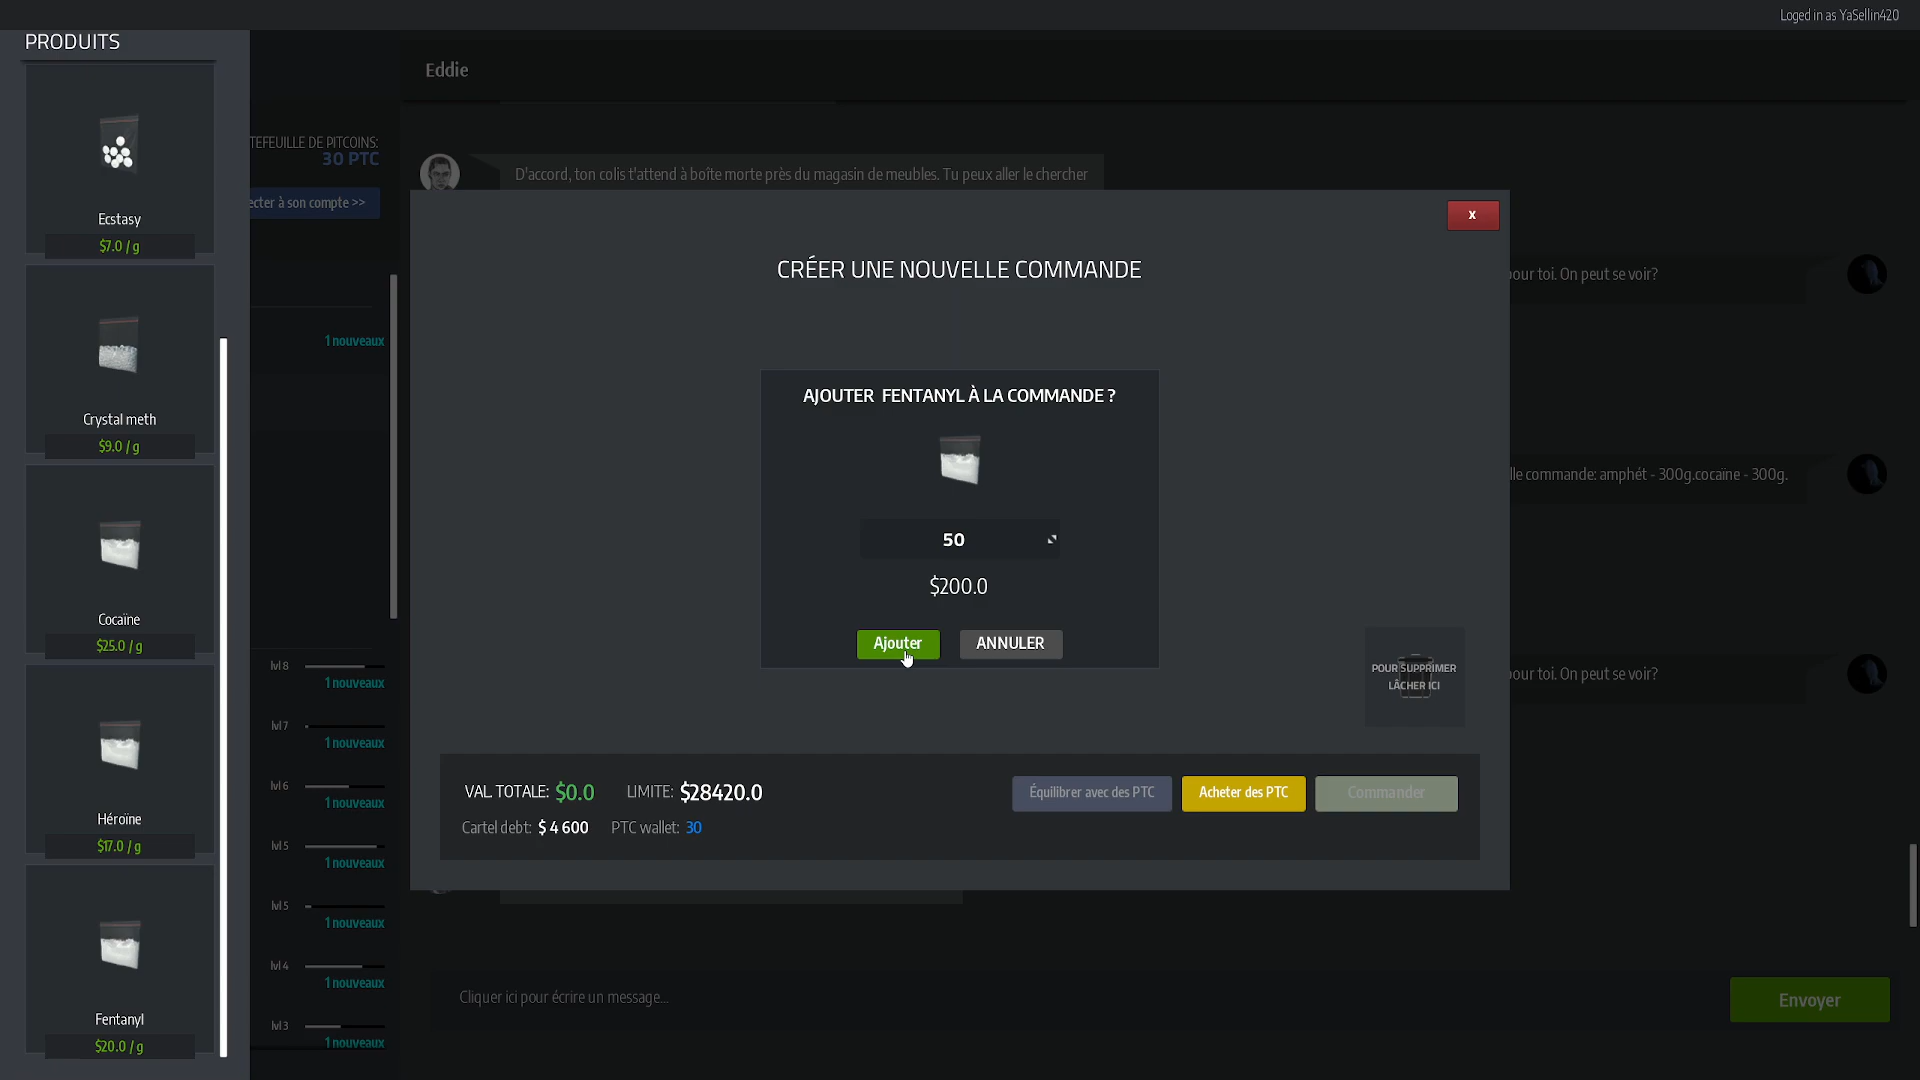 Loged in as YaSellin420
PRODUITS
Ecstasy
$7.0 / g
Crystal meth
$9.0 / g
Cocaïne
$25.0 / g
Héroïne
$17.0 / g
Fentanyl
$20.0 / g
TEFEUILLE DE PITCOINS:
30 PTC
ecter à son compte >>
1 nouveaux
lvl 8
1 nouveaux
lvl 7
1 nouveaux
lvl 6
1 nouveaux
lvl 5
1 nouveaux
lvl 5
1 nouveaux
lvl 4
1 nouveaux
lvl 3
1 nouveaux
Eddie
D'accord, ton colis t'attend à boîte morte près du magasin de meubles. Tu peux aller le chercher
our toi. On peut se voir?
le commande: amphét - 300g.cocaïne - 300g.
our toi. On peut se voir?
x
CRÉER UNE NOUVELLE COMMANDE
AJOUTER FENTANYL À LA COMMANDE ?
50
$200.0
Ajouter
ANNULER
POUR SUPPRIMER
LÂCHER ICI
VAL. TOTALE: $0.0 LIMITE: $28420.0
Cartel debt: $ 4 600 PTC wallet: 30
Équilibrer avec des PTC
Acheter des PTC
Commander
Cliquer ici pour écrire un message...
Envoyer